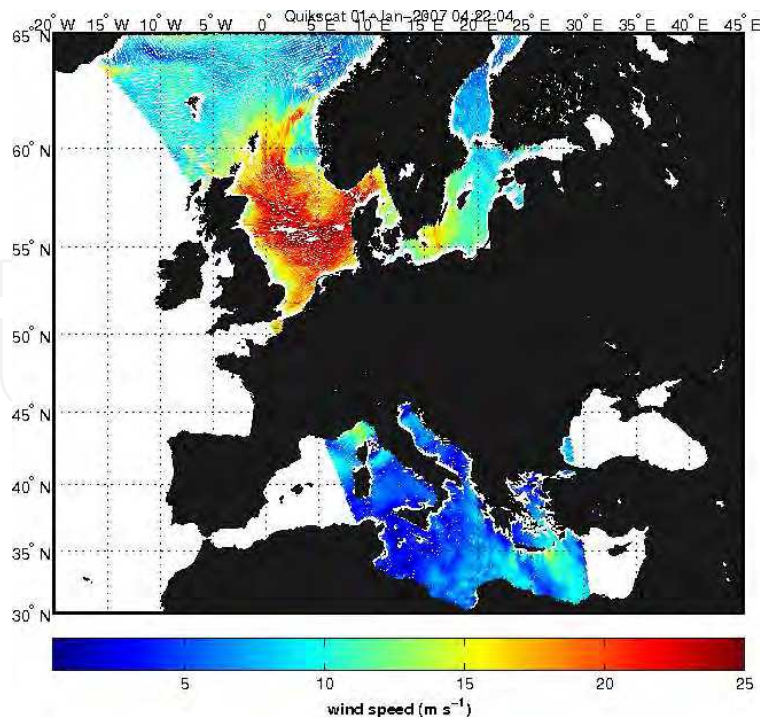 Quikscat 01-Jan-2007 04:22:04
20° W 15° W 10° W 5° W 0° 5° E 10° E 15° E 20° E 25° E 30° E 35° E 40° E 45° E
65° N
60° N
55° N
50° N
45° N
40° N
35° N
30° N
5 10 15 20 25
wind speed (m s⁻¹)